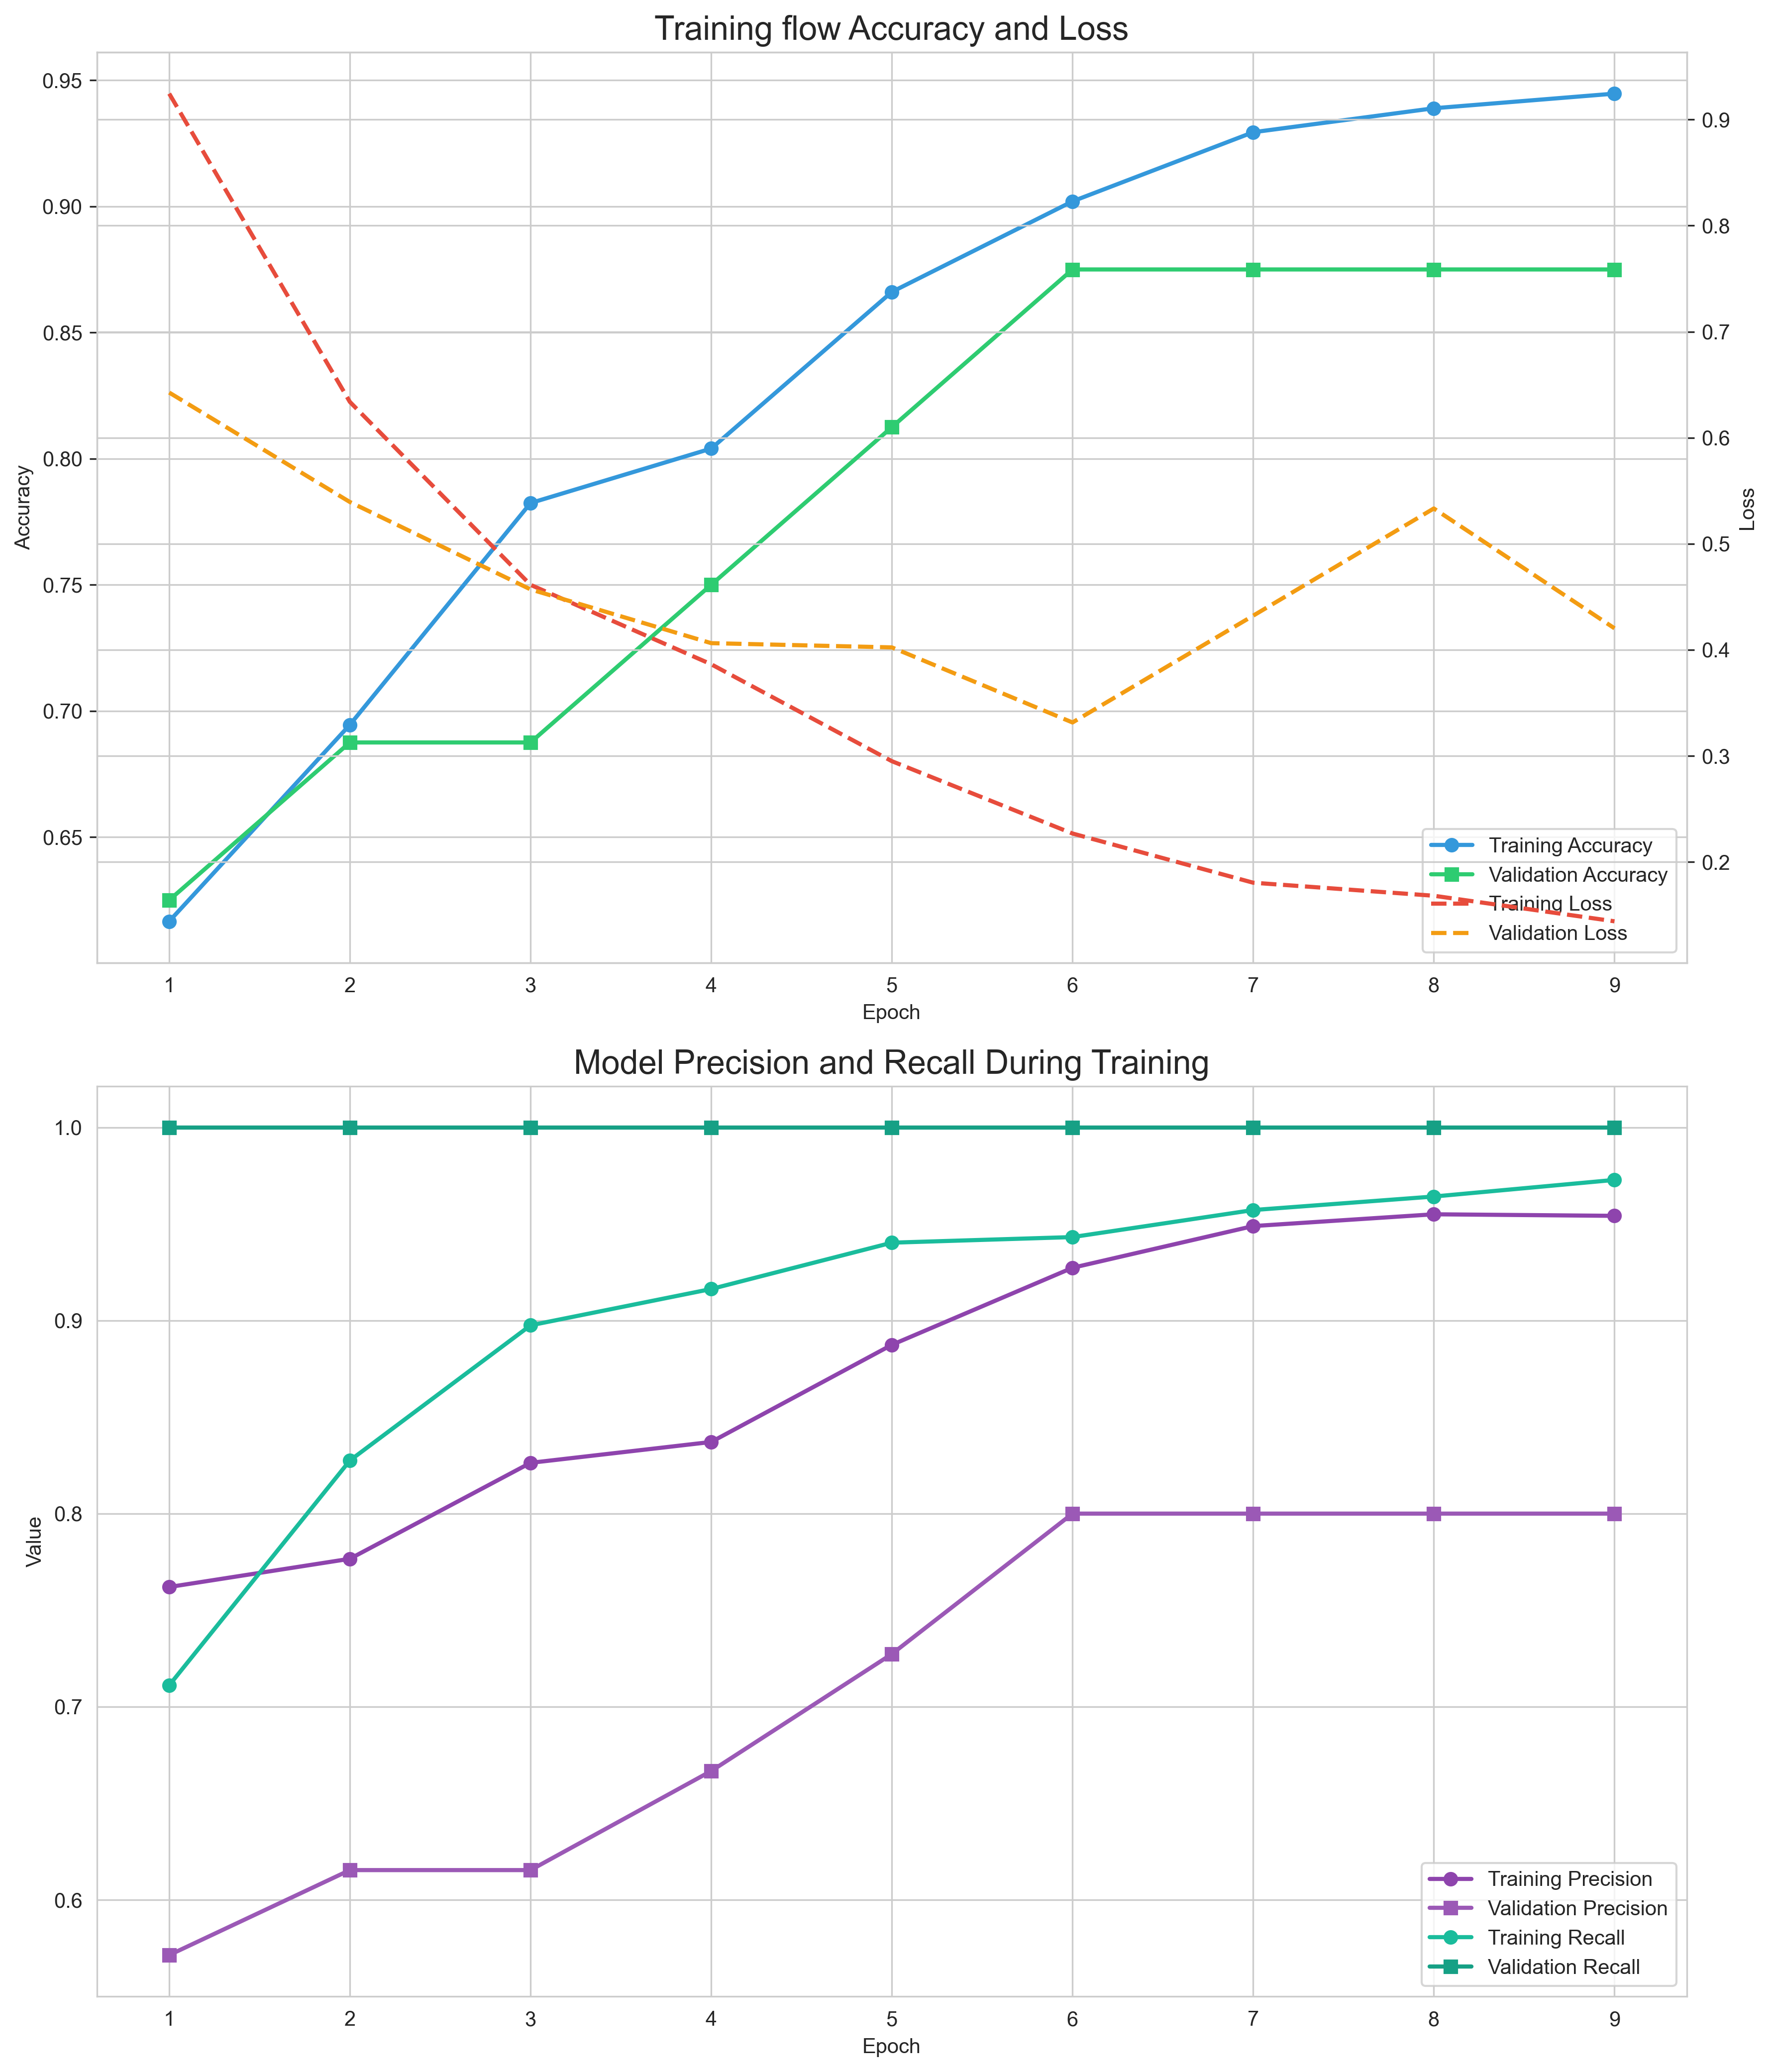 Training flow Accuracy and Loss
0.95
0.90
0.85
0.80
0.75
0.70
0.65
Accuracy
0.9
0.8
0.7
0.6
0.5
0.4
0.3
0.2
Loss
Training Accuracy
Validation Accuracy
Training Loss
Validation Loss
1 2 3 4 5 6 7 8 9
Epoch
Model Precision and Recall During Training
1.0
0.9
0.8
0.7
0.6
Value
Training Precision
Validation Precision
Training Recall
Validation Recall
1 2 3 4 5 6 7 8 9
Epoch